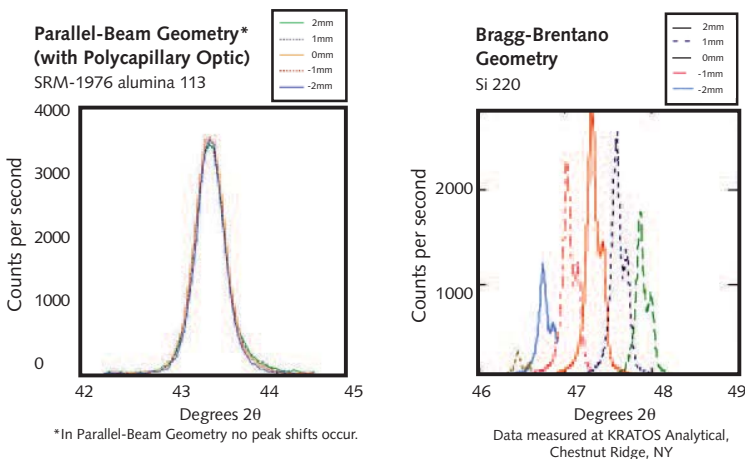 Parallel-Beam Geometry*
(with Polycapillary Optic)
SRM-1976 alumina 113
2mm
1mm
0mm
-1mm
-2mm
Counts per second
4000
3000
2000
1000
0
42
43
44
45
Degrees 2θ
*In Parallel-Beam Geometry no peak shifts occur.
Bragg-Brentano
Geometry
Si 220
2mm
1mm
0mm
-1mm
-2mm
Counts per second
2000
1000
46
47
48
49
Degrees 2θ
Data measured at KRATOS Analytical,
Chestnut Ridge, NY